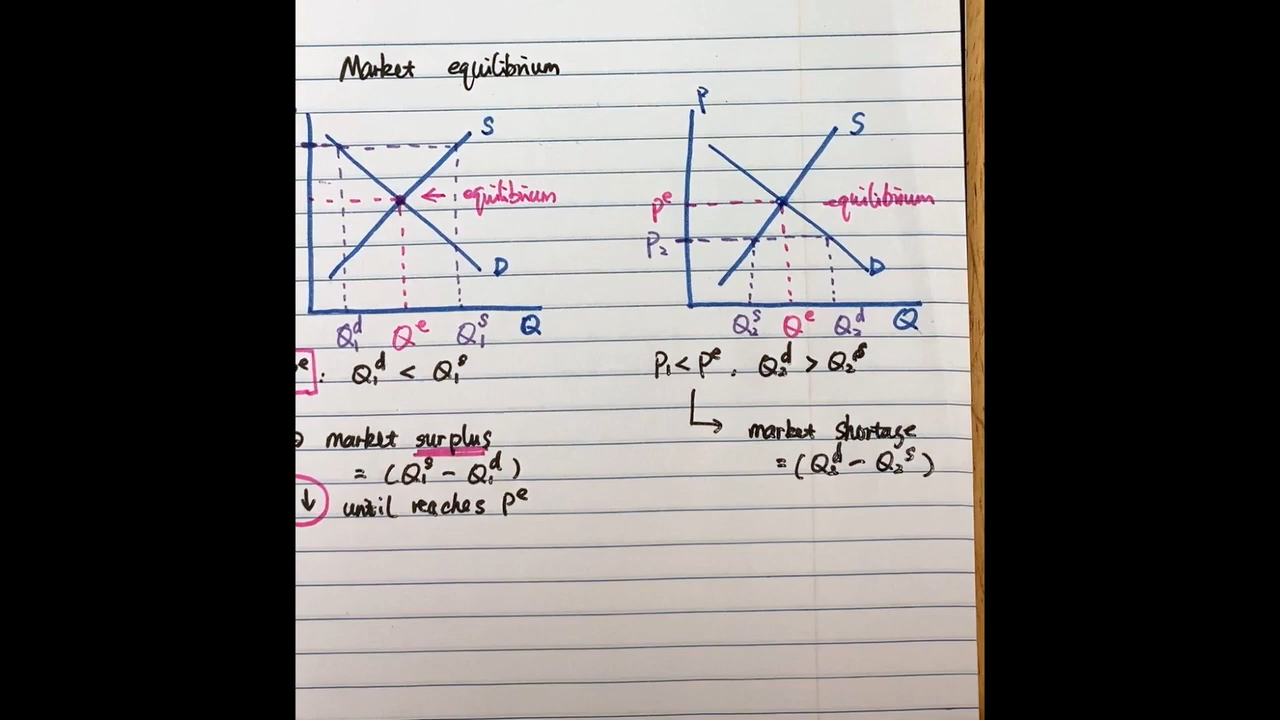 Market equilibrium
S
equilibrium
D
Q₁ᵈ Qᵉ Q₁ˢ Q
ᵉ: Q₁ᵈ < Q₁ˢ
market surplus
= (Q₁ˢ - Q₁ᵈ)
↓ until reaches Pᵉ
P
S
Pᵉ equilibrium
P₂
D
Q₂ˢ Qᵉ Q₂ᵈ Q
P₁ < Pᵉ. Q₂ᵈ > Q₂ˢ
↳ market shortage
= (Q₂ᵈ - Q₂ˢ)